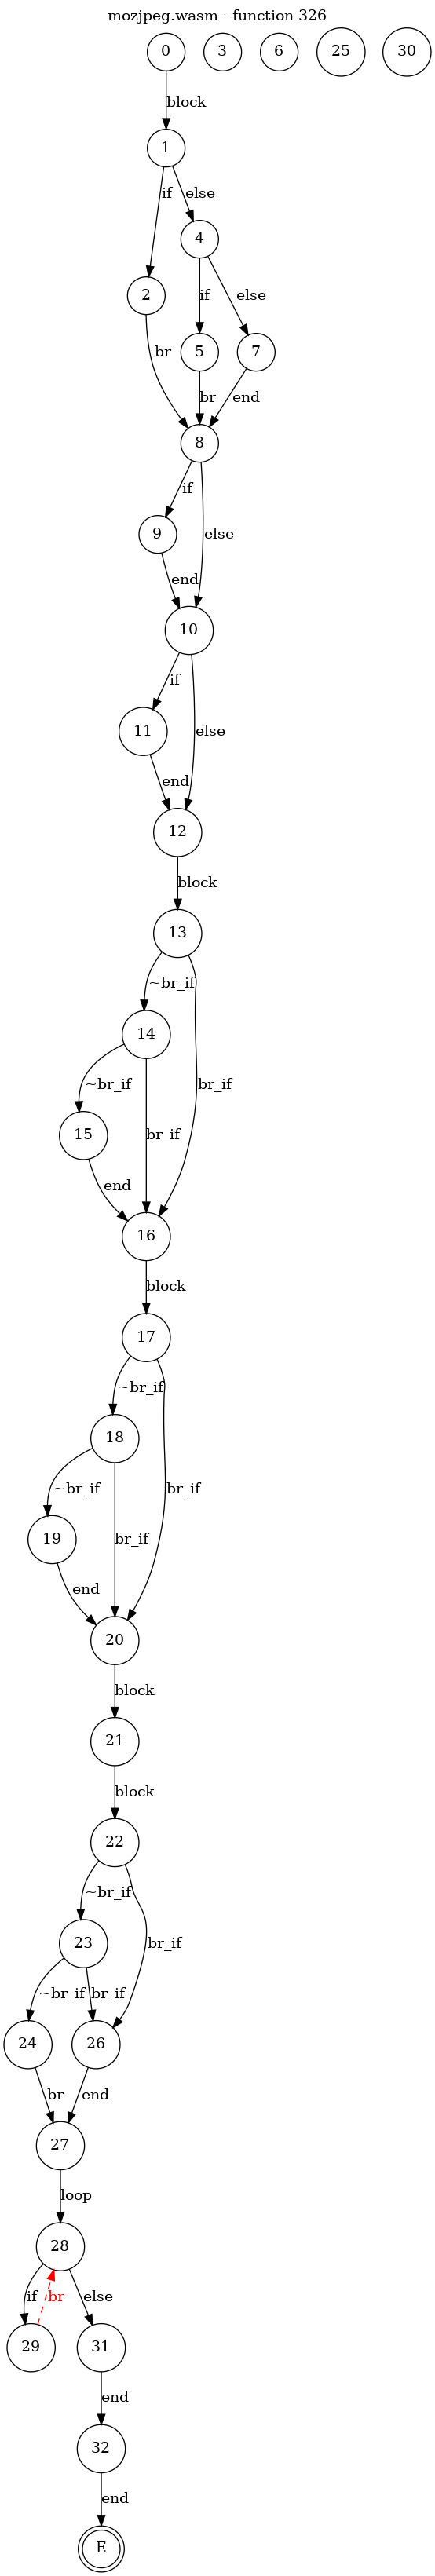 mozjpeg.wasm - function 326
0 3 6 25 30
block
1
if else
4
2
if else
5 7
br
br end
8
if
9 else
end
10
if
11 else
end
12
block
13
~br_if
14
~br_if br_if br_if
15
end
16
block
17
~br_if
18
~br_if br_if br_if
19
end
20
block
21
block
22
~br_if
23 br_if
~br_if br_if
24 26
br end
27
loop
28
if br else
29 31
end
32
end
E